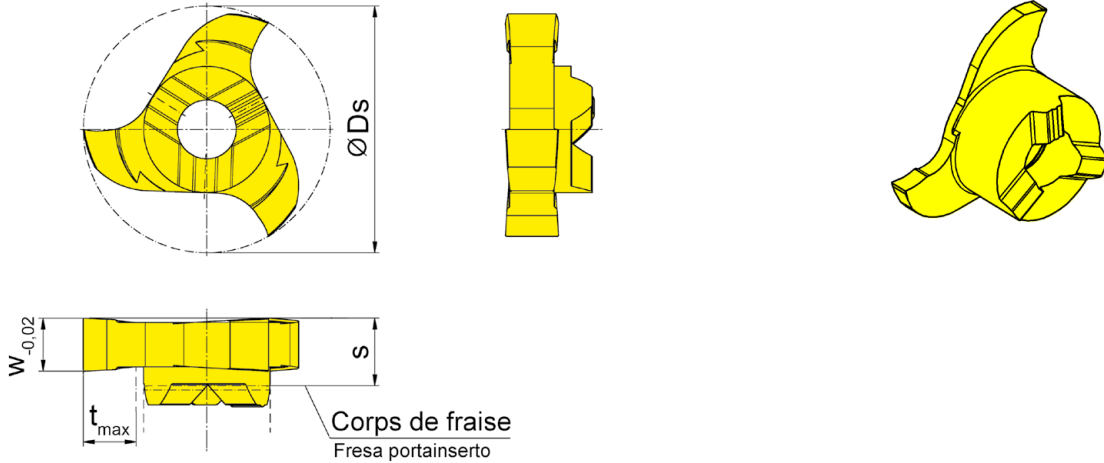 ØDs
w-0,02
s
tmax
Corps de fraise
Fresa portainserto